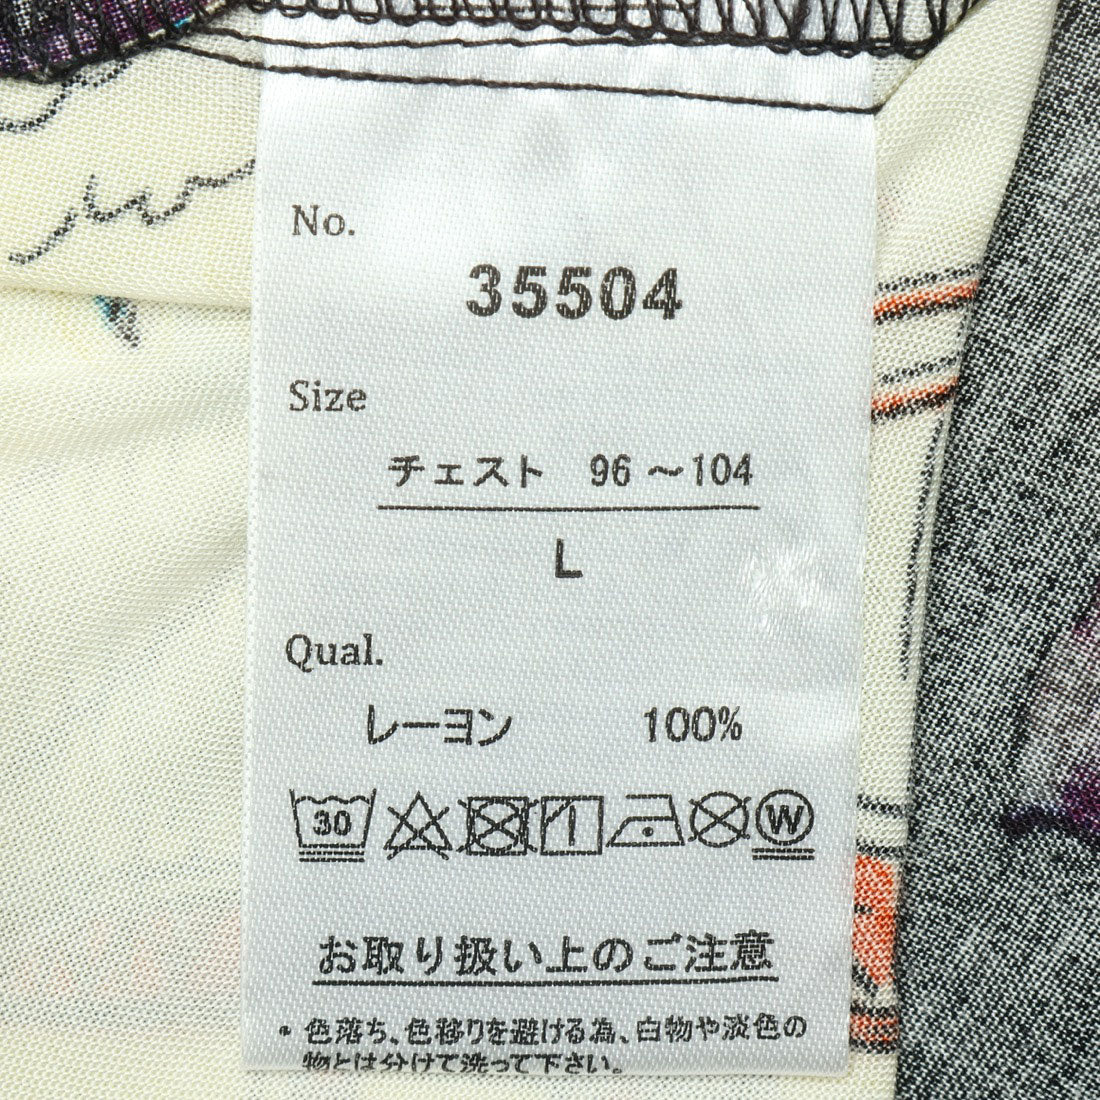 No.
35504
Size
チェスト 96～104
L
Qual.
レーヨン 100%
30 W
お取り扱い上のご注意
・色落ち、色移りを避ける為、白物や淡色の
物とは分けて洗って下さい。